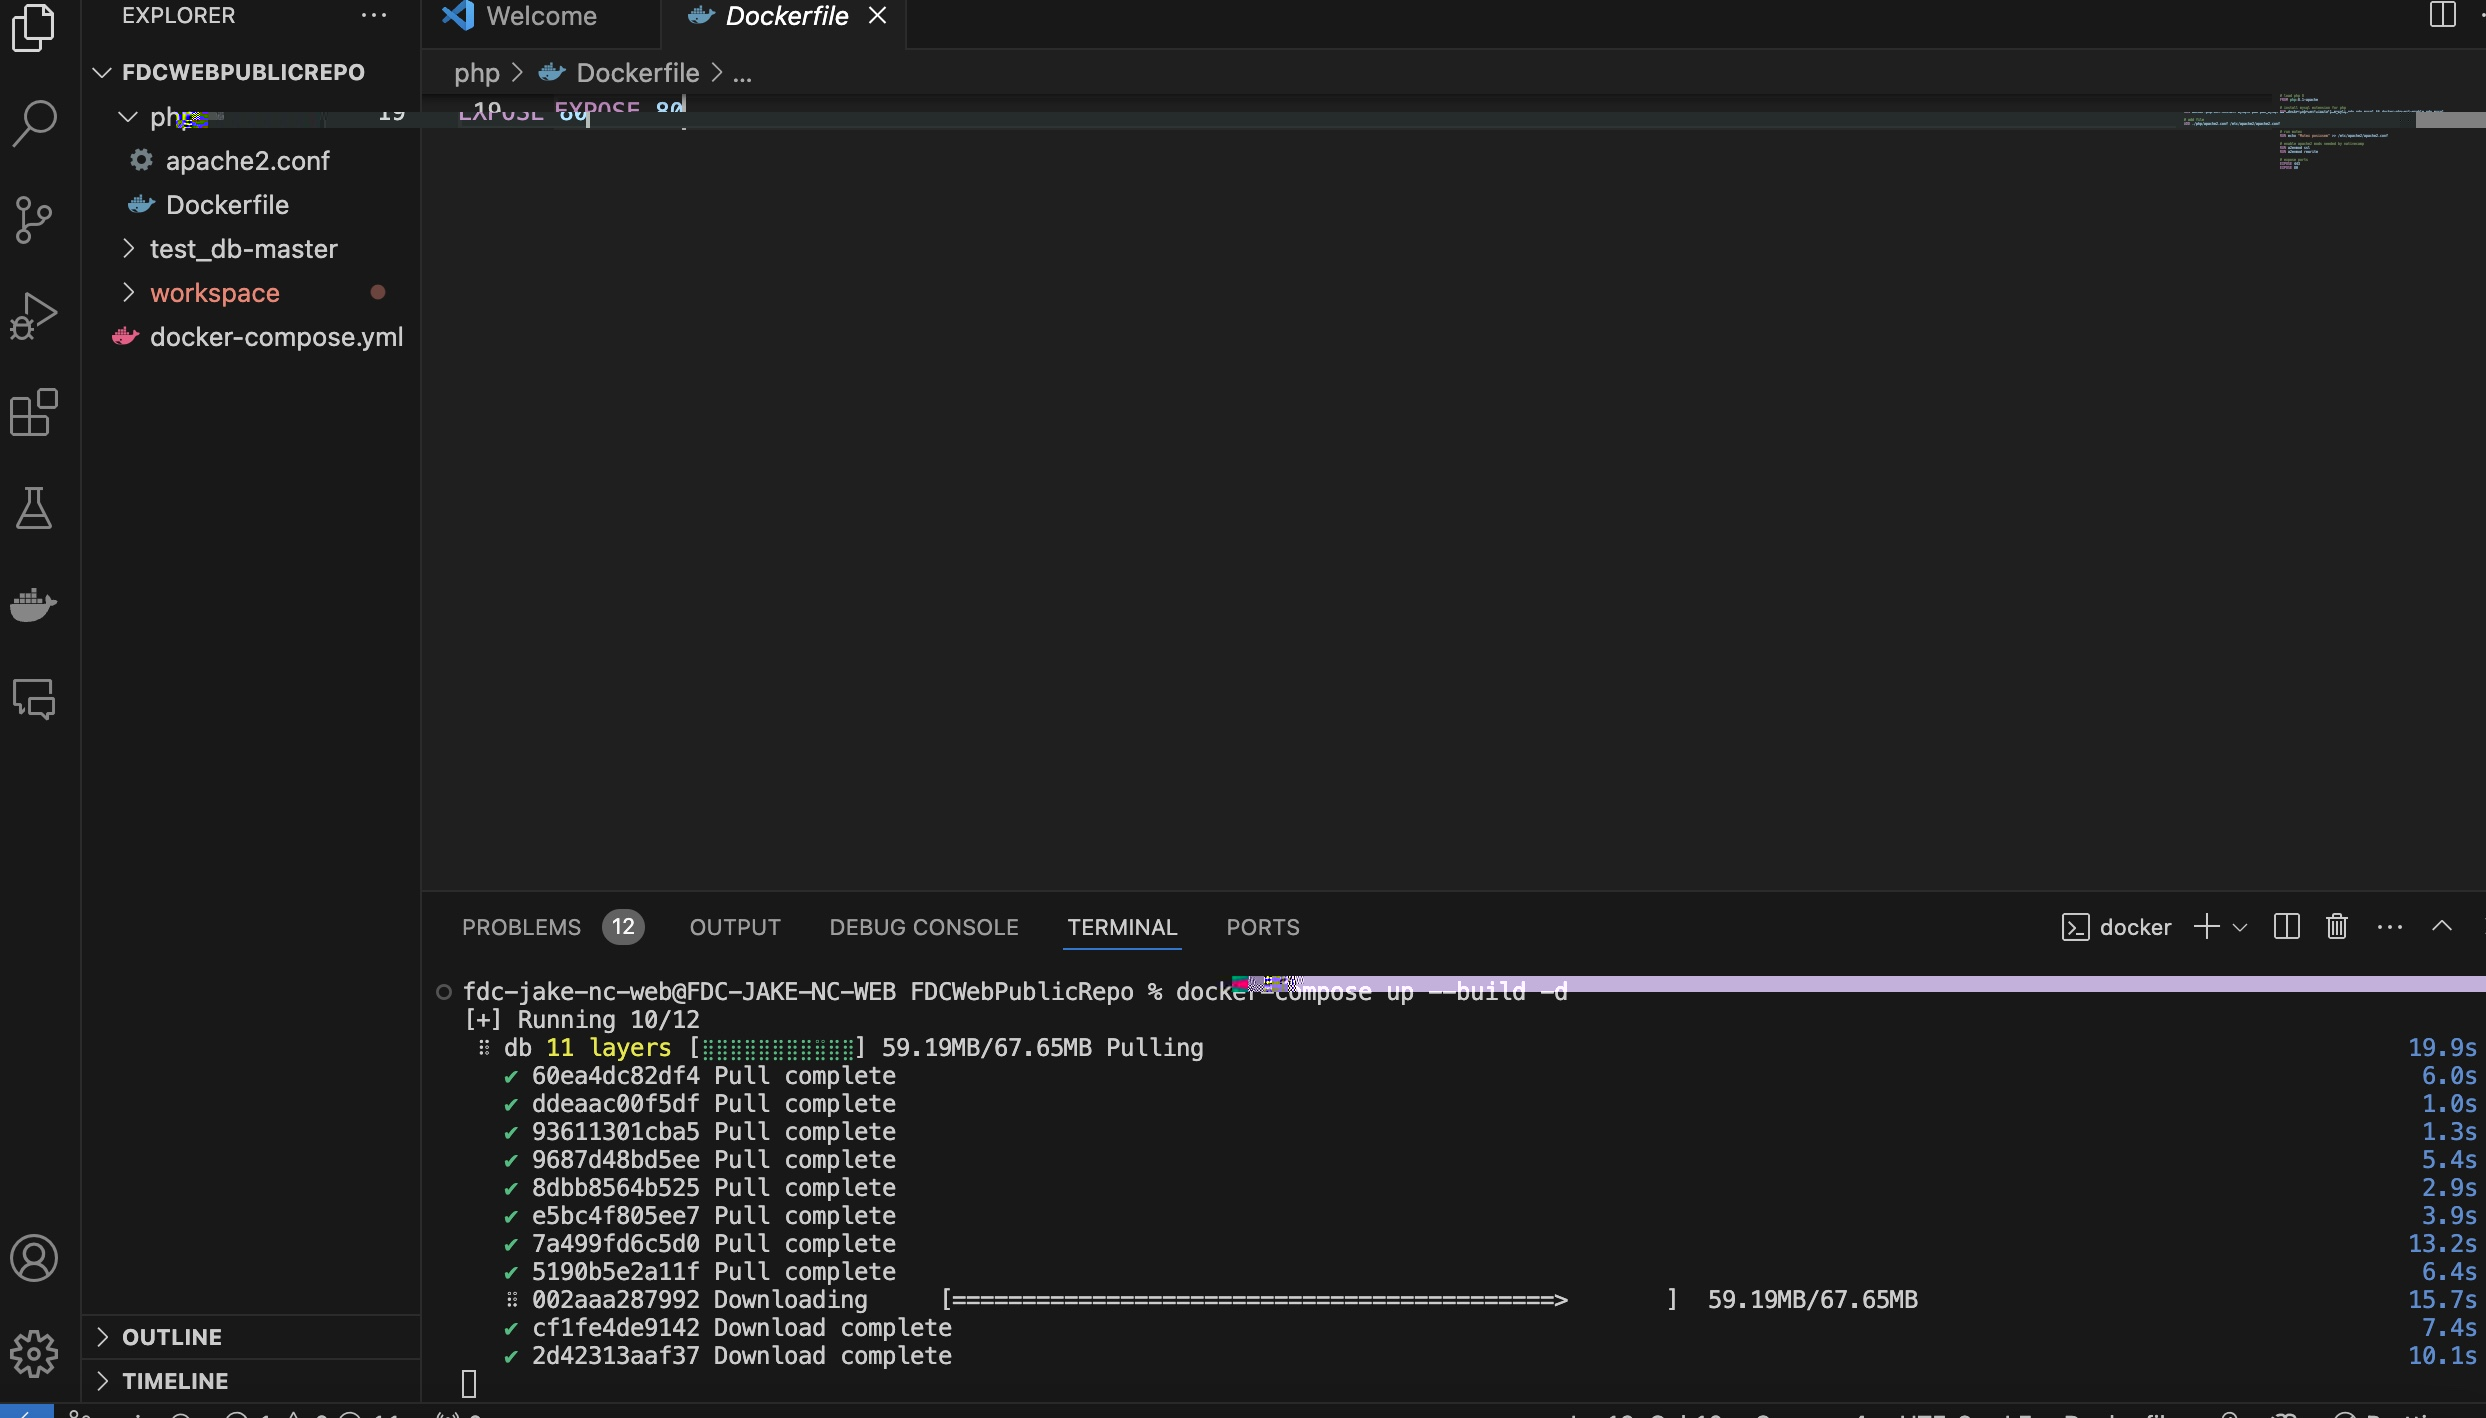 EXPLORER
Welcome
Dockerfile
FDCWEBPUBLICREPO
php > Dockerfile > ...
19 EXPOSE 80
apache2.conf
Dockerfile
test_db-master
workspace
docker-compose.yml
PROBLEMS 12 OUTPUT DEBUG CONSOLE TERMINAL PORTS
docker
fdc-jake-nc-web@FDC-JAKE-NC-WEB FDCWebPublicRepo % docker-compose up --build -d
[+] Running 10/12
db 11 layers [⣿⣿⣿⣿⣿⣿⣿⣿⣿⣿⣿] 59.19MB/67.65MB Pulling 19.9s
✔ 60ea4dc82df4 Pull complete 6.0s
✔ ddeaac00f5df Pull complete 1.0s
✔ 93611301cba5 Pull complete 1.3s
✔ 9687d48bd5ee Pull complete 5.4s
✔ 8dbb8564b525 Pull complete 2.9s
✔ e5bc4f805ee7 Pull complete 3.9s
✔ 7a499fd6c5d0 Pull complete 13.2s
✔ 5190b5e2a11f Pull complete 6.4s
002aaa287992 Downloading [===========================================> ] 59.19MB/67.65MB 15.7s
✔ cf1fe4de9142 Download complete 7.4s
✔ 2d42313aaf37 Download complete 10.1s
OUTLINE
TIMELINE